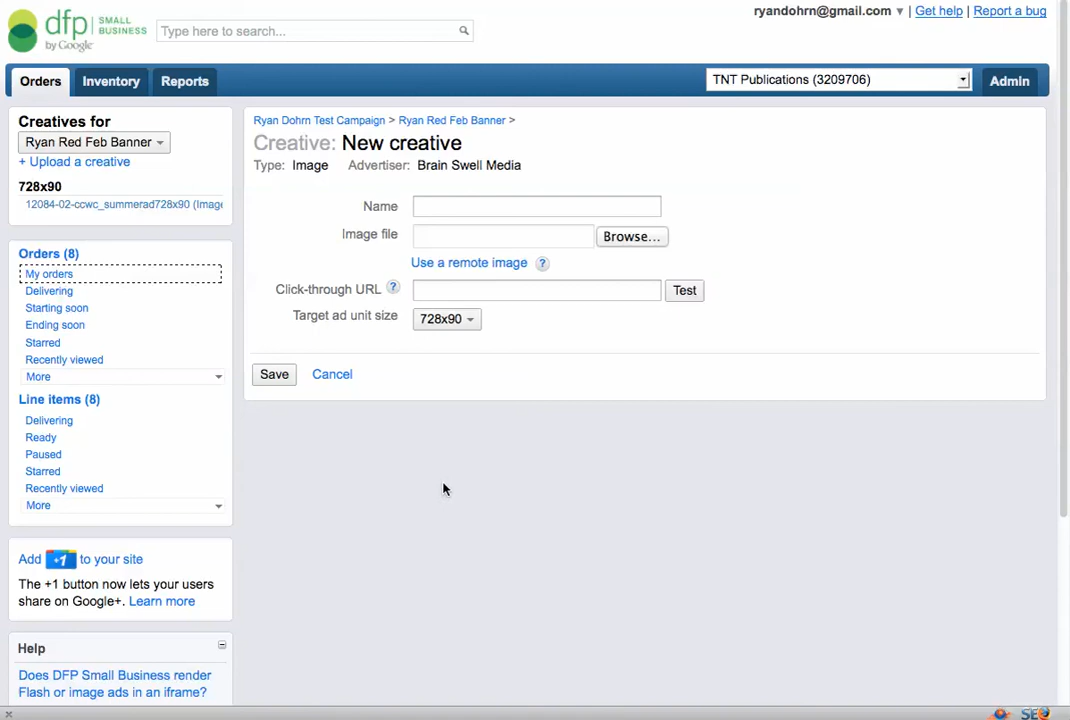 dfp SMALL BUSINESS by Google
Type here to search...
ryandohrn@gmail.com ▼ | Get help | Report a bug
Orders Inventory Reports
TNT Publications (3209706)
Admin
Creatives for
Ryan Red Feb Banner
+ Upload a creative
728x90
12084-02-ccwc_summerad728x90 (Image
Orders (8)
My orders
Delivering
Starting soon
Ending soon
Starred
Recently viewed
More
Line items (8)
Delivering
Ready
Paused
Starred
Recently viewed
More
Add +1 to your site
The +1 button now lets your users
share on Google+. Learn more
Help
Does DFP Small Business render
Flash or image ads in an iframe?
Ryan Dohrn Test Campaign > Ryan Red Feb Banner >
Creative: New creative
Type: Image Advertiser: Brain Swell Media
Name
Image file Browse...
Use a remote image ?
Click-through URL ? Test
Target ad unit size 728x90
Save Cancel
SEO